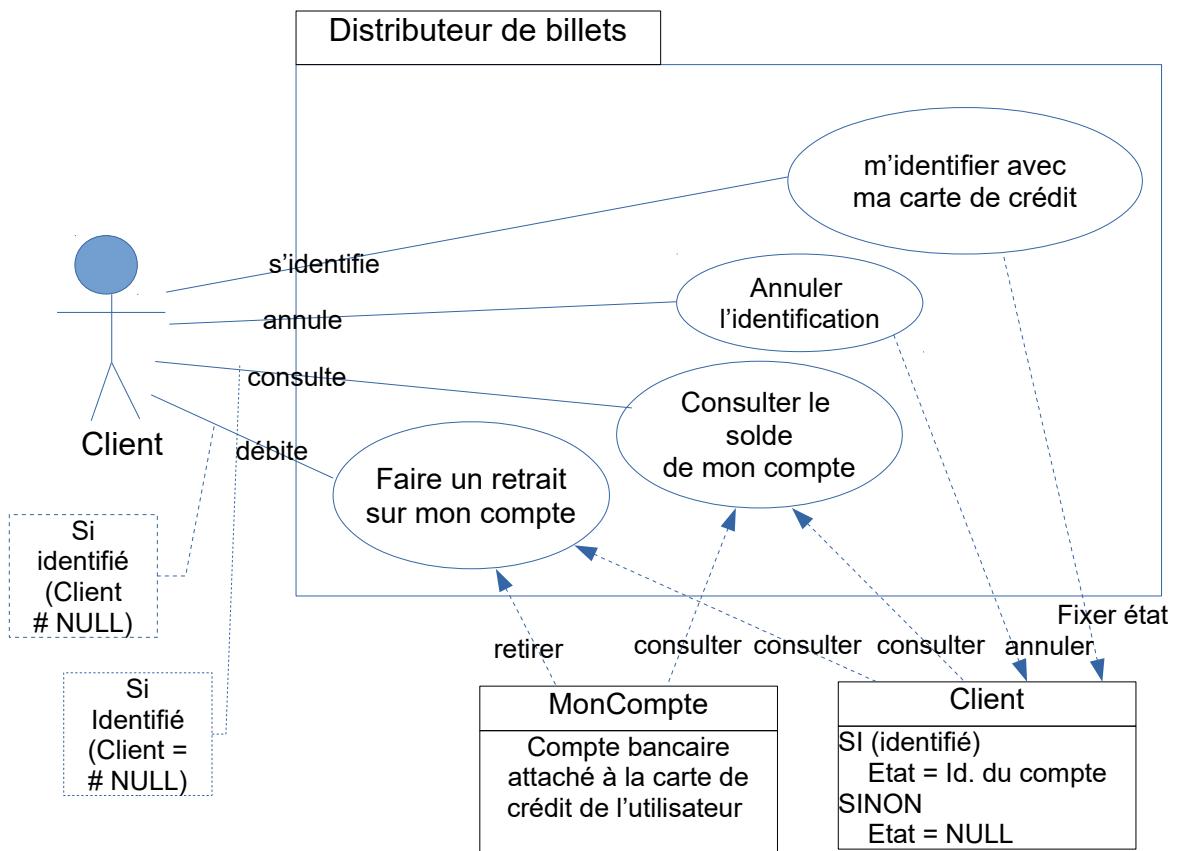 Distributeur de billets
m’identifier avec
ma carte de crédit
s’identifie
Annuler
l’identification
annule
consulte
Consulter le
solde
de mon compte
Client
débite
Faire un retrait
sur mon compte
Si
identifié
(Client
# NULL)
Si
Identifié
(Client =
# NULL)
retirer
consulter
consulter
consulter
annuler
Fixer état
MonCompte
Compte bancaire
attaché à la carte de
crédit de l’utilisateur
Client
SI (identifié)
Etat = Id. du compte
SINON
Etat = NULL